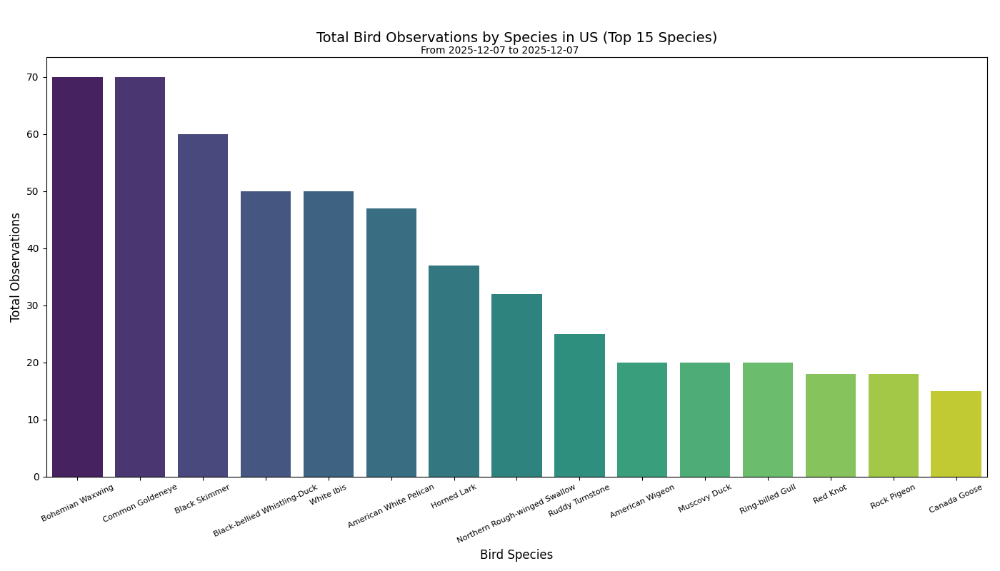 Total Bird Observations by Species in US (Top 15 Species)
From 2025-12-07 to 2025-12-07
Total Observations
70
60
50
40
30
20
10
0
Bohemian Waxwing
Common Goldeneye
Black Skimmer
Black-bellied Whistling-Duck
White Ibis
American White Pelican
Horned Lark
Northern Rough-winged Swallow
Ruddy Turnstone
American Wigeon
Muscovy Duck
Ring-billed Gull
Red Knot
Rock Pigeon
Canada Goose
Bird Species